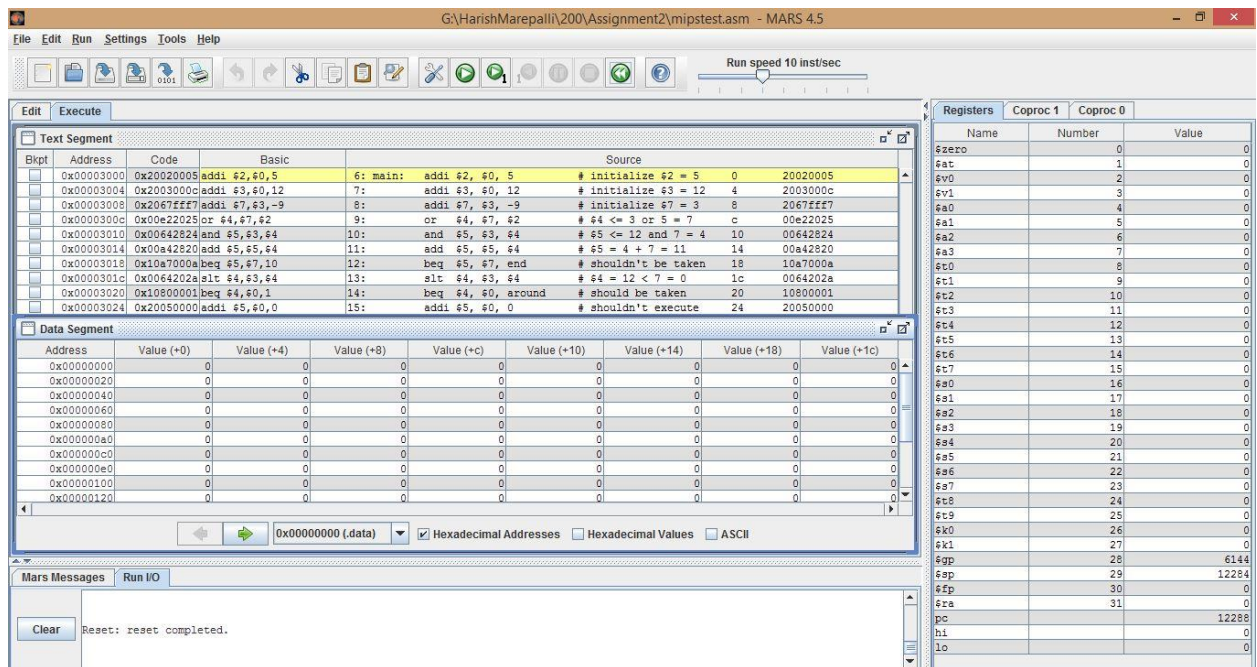 G:\HarishMarepalli\200\Assignment2\mipstest.asm - MARS 4.5
File Edit Run Settings Tools Help
Run speed 10 inst/sec
Edit Execute
Text Segment
Bkpt Address Code Basic Source
0x00003000 0x20020005 addi $2,$0,5 6: main: addi $2, $0, 5 # initialize $2 = 5 0 20020005
0x00003004 0x2003000c addi $3,$0,12 7: addi $3, $0, 12 # initialize $3 = 12 4 2003000c
0x00003008 0x2067fff7 addi $7,$3,-9 8: addi $7, $3, -9 # initialize $7 = 3 8 2067fff7
0x0000300c 0x00e22025 or $4,$7,$2 9: or $4, $7, $2 # $4 <= 3 or 5 = 7 c 00e22025
0x00003010 0x00642824 and $5,$3,$4 10: and $5, $3, $4 # $5 <= 12 and 7 = 4 10 00642824
0x00003014 0x00a42820 add $5,$5,$4 11: add $5, $5, $4 # $5 = 4 + 7 = 11 14 00a42820
0x00003018 0x10a7000a beq $5,$7,10 12: beq $5, $7, end # shouldn't be taken 18 10a7000a
0x0000301c 0x0064202a slt $4,$3,$4 13: slt $4, $3, $4 # $4 = 12 < 7 = 0 1c 0064202a
0x00003020 0x10800001 beq $4,$0,1 14: beq $4, $0, around # should be taken 20 10800001
0x00003024 0x20050000 addi $5,$0,0 15: addi $5, $0, 0 # shouldn't execute 24 20050000
Data Segment
Address Value (+0) Value (+4) Value (+8) Value (+c) Value (+10) Value (+14) Value (+18) Value (+1c)
0x00000000 0 0 0 0 0 0 0 0
0x00000020 0 0 0 0 0 0 0 0
0x00000040 0 0 0 0 0 0 0 0
0x00000060 0 0 0 0 0 0 0 0
0x00000080 0 0 0 0 0 0 0 0
0x000000a0 0 0 0 0 0 0 0 0
0x000000c0 0 0 0 0 0 0 0 0
0x000000e0 0 0 0 0 0 0 0 0
0x00000100 0 0 0 0 0 0 0 0
0x00000120 0 0 0 0 0 0 0 0
0x00000000 (.data) Hexadecimal Addresses Hexadecimal Values ASCII
Mars Messages Run I/O
Clear
Reset: reset completed.
Registers Coproc 1 Coproc 0
Name Number Value
$zero 0 0
$at 1 0
$v0 2 0
$v1 3 0
$a0 4 0
$a1 5 0
$a2 6 0
$a3 7 0
$t0 8 0
$t1 9 0
$t2 10 0
$t3 11 0
$t4 12 0
$t5 13 0
$t6 14 0
$t7 15 0
$s0 16 0
$s1 17 0
$s2 18 0
$s3 19 0
$s4 20 0
$s5 21 0
$s6 22 0
$s7 23 0
$t8 24 0
$t9 25 0
$k0 26 0
$k1 27 0
$gp 28 6144
$sp 29 12284
$fp 30 0
$ra 31 0
pc 12288
hi 0
lo 0